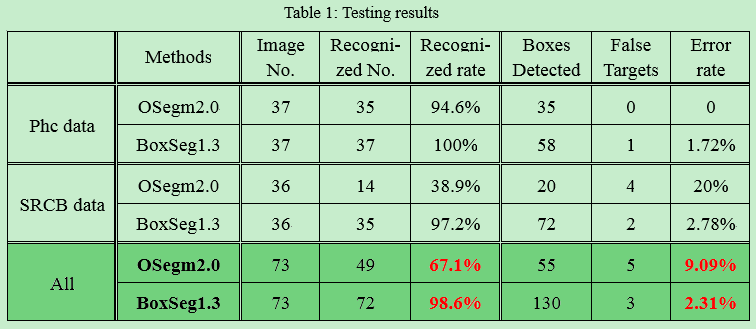 Table 1: Testing results
Methods Image No. Recogni-zed No. Recogni-zed rate Boxes Detected False Targets Error rate
Phc data OSegm2.0 37 35 94.6% 35 0 0
BoxSeg1.3 37 37 100% 58 1 1.72%
SRCB data OSegm2.0 36 14 38.9% 20 4 20%
BoxSeg1.3 36 35 97.2% 72 2 2.78%
All OSegm2.0 73 49 67.1% 55 5 9.09%
BoxSeg1.3 73 72 98.6% 130 3 2.31%